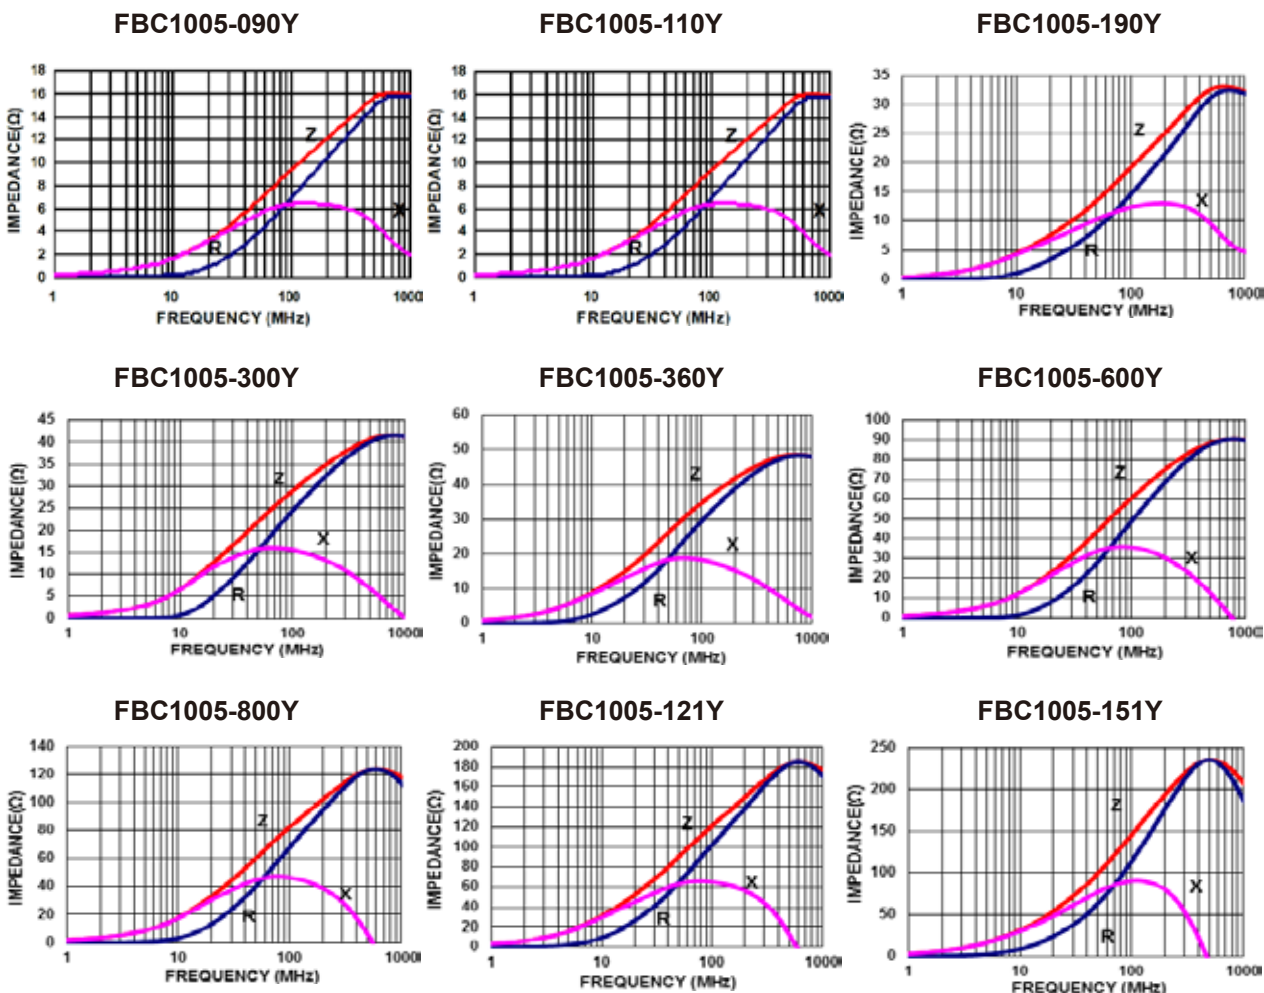 FBC1005-090Y FBC1005-110Y FBC1005-190Y
IMPEDANCE(Ω)
18
16
14
12
10
8
6
4
2
0
Z
X
R
1 10 100 1000
FREQUENCY (MHz)
IMPEDANCE(Ω)
18
16
14
12
10
8
6
4
2
0
Z
X
R
1 10 100 1000
FREQUENCY (MHz)
IMPEDANCE(Ω)
35
30
25
20
15
10
5
0
Z
X
R
1 10 100 1000
FREQUENCY (MHz)
FBC1005-300Y FBC1005-360Y FBC1005-600Y
IMPEDANCE(Ω)
45
40
35
30
25
20
15
10
5
0
Z
X
R
1 10 100 1000
FREQUENCY (MHz)
IMPEDANCE(Ω)
60
50
40
30
20
10
0
Z
X
R
1 10 100 1000
FREQUENCY (MHz)
IMPEDANCE(Ω)
100
90
80
70
60
50
40
30
20
10
0
Z
X
R
1 10 100 1000
FREQUENCY (MHz)
FBC1005-800Y FBC1005-121Y FBC1005-151Y
IMPEDANCE(Ω)
140
120
100
80
60
40
20
0
Z
X
R
1 10 100 1000
FREQUENCY (MHz)
IMPEDANCE(Ω)
200
180
160
140
120
100
80
60
40
20
0
Z
X
R
1 10 100 1000
FREQUENCY (MHz)
IMPEDANCE(Ω)
250
200
150
100
50
0
Z
X
R
1 10 100 1000
FREQUENCY (MHz)